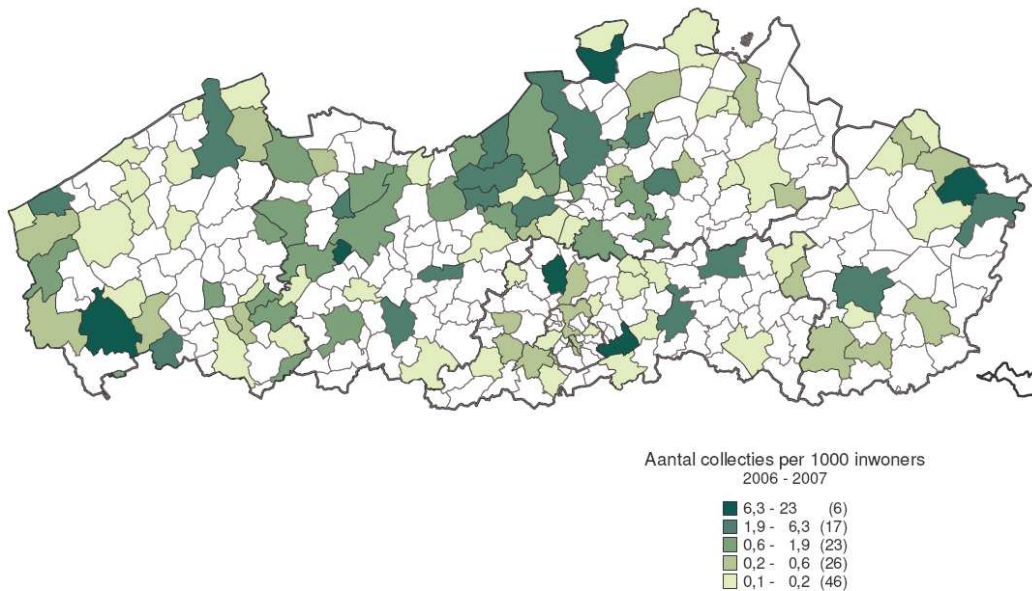 Aantal collecties per 1000 inwoners
2006 - 2007
6,3 - 23 (6)
1,9 - 6,3 (17)
0,6 - 1,9 (23)
0,2 - 0,6 (26)
0,1 - 0,2 (46)